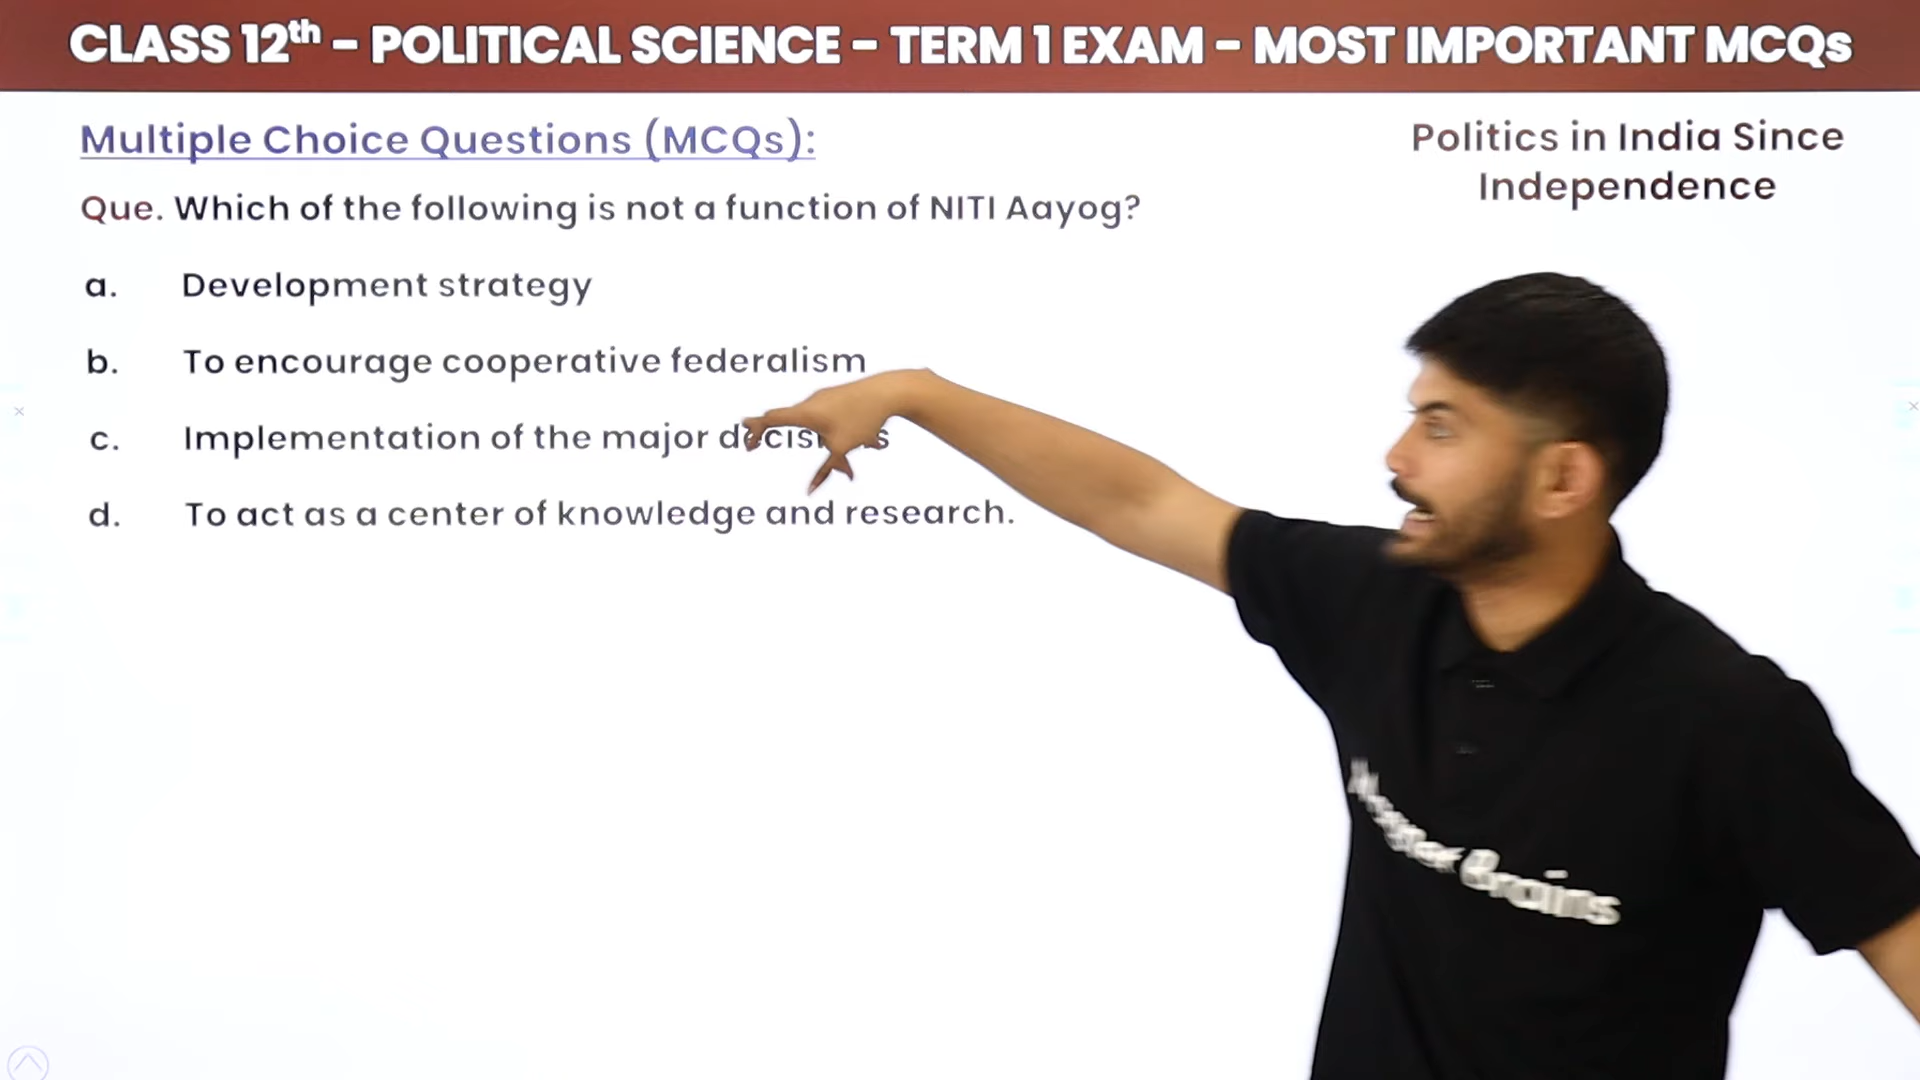 CLASS 12th – POLITICAL SCIENCE – TERM 1 EXAM – MOST IMPORTANT MCQs
Multiple Choice Questions (MCQs):
Politics in India Since
Independence
Que. Which of the following is not a function of NITI Aayog?
a. Development strategy
b. To encourage cooperative federalism
c. Implementation of the major
d. To act as a center of knowledge and research.
Brains